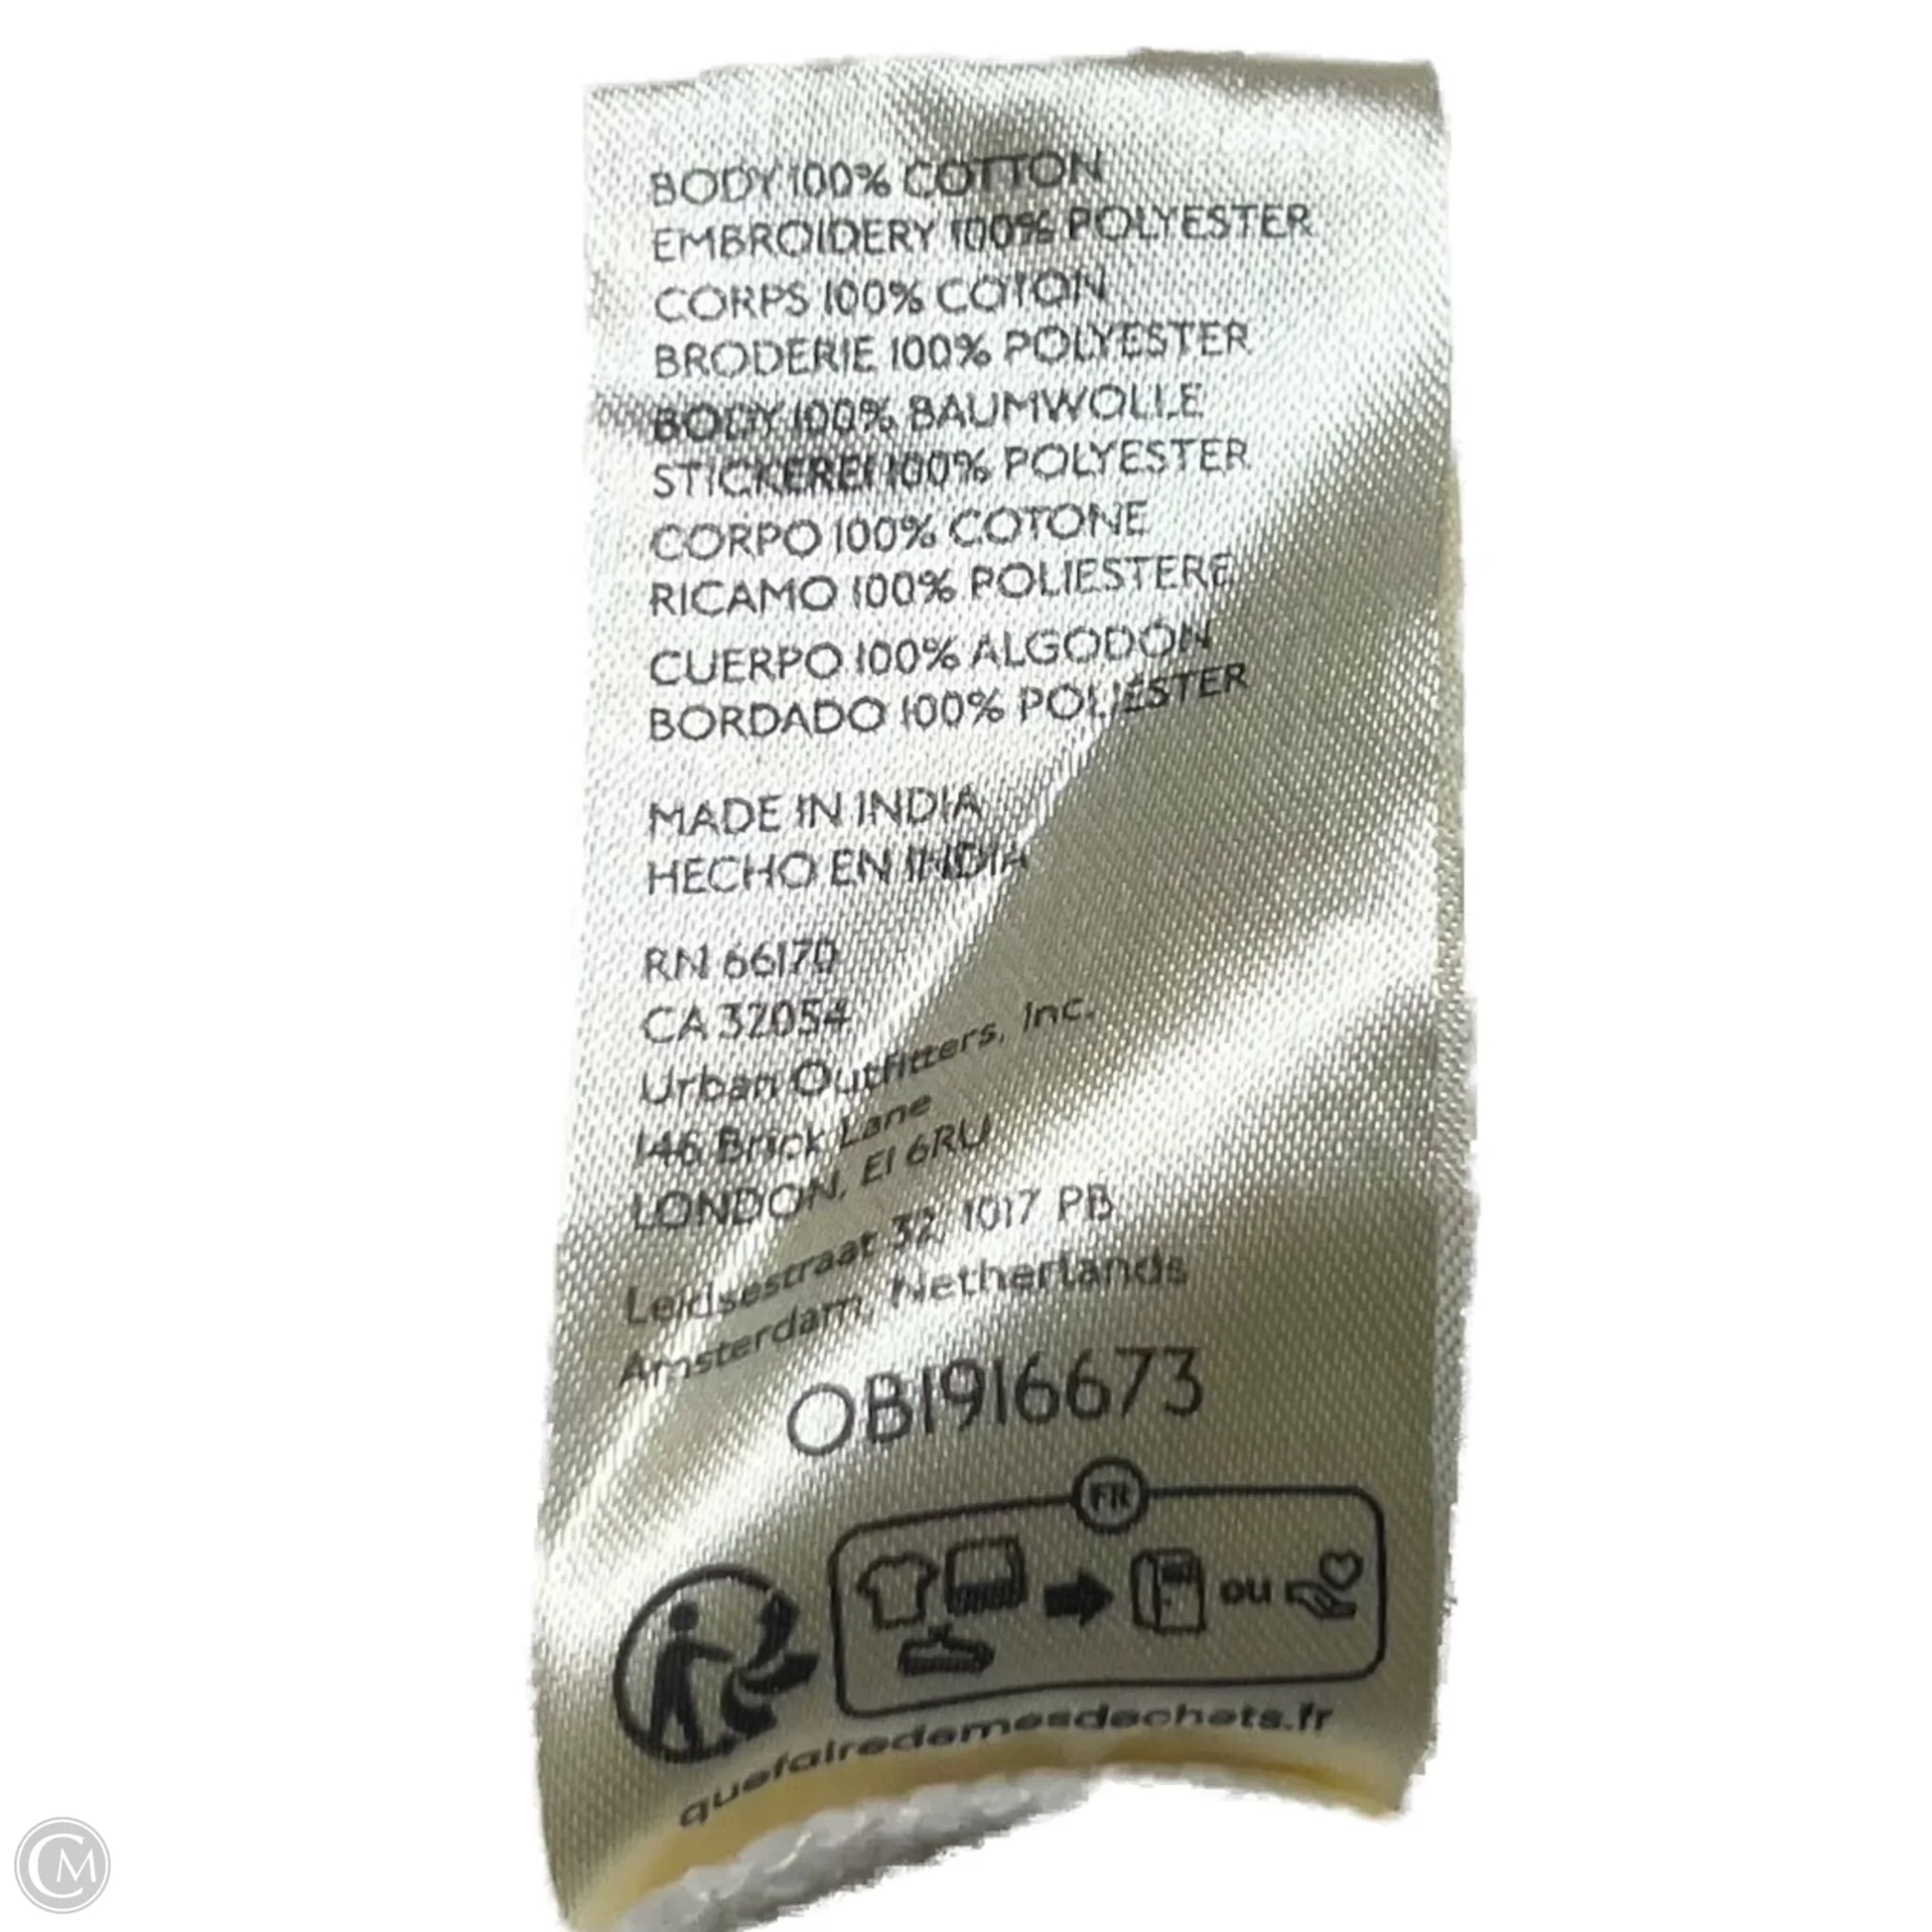 BODY 100% COTTON
EMBROIDERY 100% POLYESTER
CORPS 100% COTON
BRODERIE 100% POLYESTER
BODY 100% BAUMWOLLE
STICKEREI 100% POLYESTER
CORPO 100% COTONE
RICAMO 100% POLIESTERE
CUERPO 100% ALGODÓN
BORDADO 100% POLIÉSTER
MADE IN INDIA
HECHO EN INDIA
RN 66170
CA 32054
Urban Outfitters, Inc.
146 Brick Lane
LONDON, E1 6RU
Leidsestraat 32, 1017 PB
Amsterdam, Netherlands
OB1916673
FR
ou
quefairedemesdechets.fr
CM